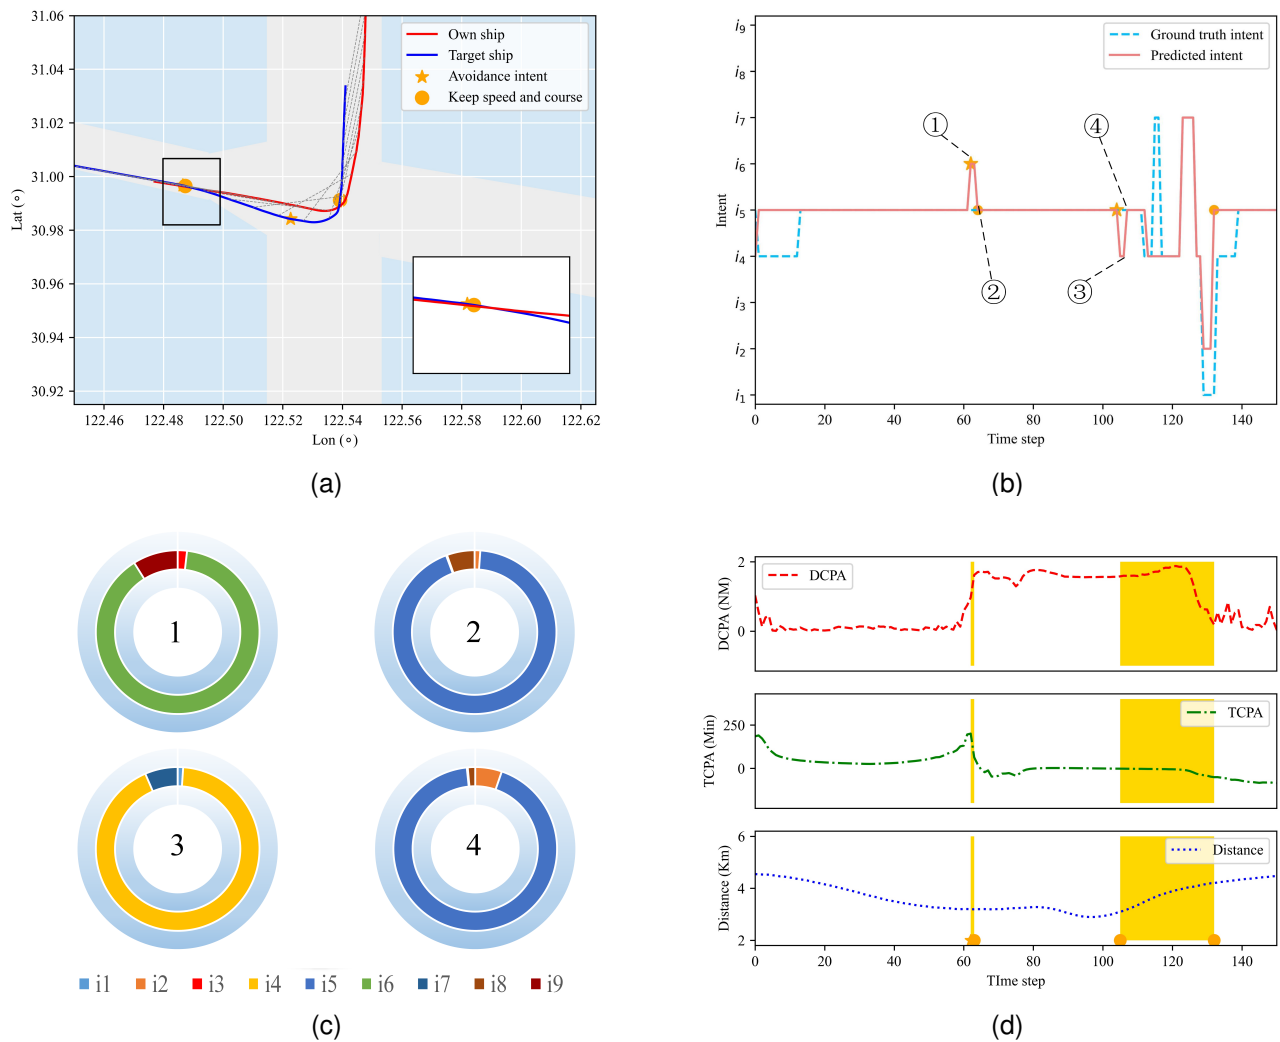 31.06
31.04
31.02
31.00
30.98
30.96
30.94
30.92
Lat (∘)
Own ship
Target ship
Avoidance intent
Keep speed and course
122.46 122.48 122.50 122.52 122.54 122.56 122.58 122.60 122.62
Lon (∘)
(a)
i9
i8
i7
i6
i5
i4
i3
i2
i1
Intent
Ground truth intent
Predicted intent
①
④
②
③
0 20 40 60 80 100 120 140
Time step
(b)
1
2
3
4
i1 i2 i3 i4 i5 i6 i7 i8 i9
(c)
2
1
0
DCPA (NM)
DCPA
250
0
TCPA (Min)
TCPA
6
4
2
Distance (Km)
Distance
0 20 40 60 80 100 120 140
TIme step
(d)